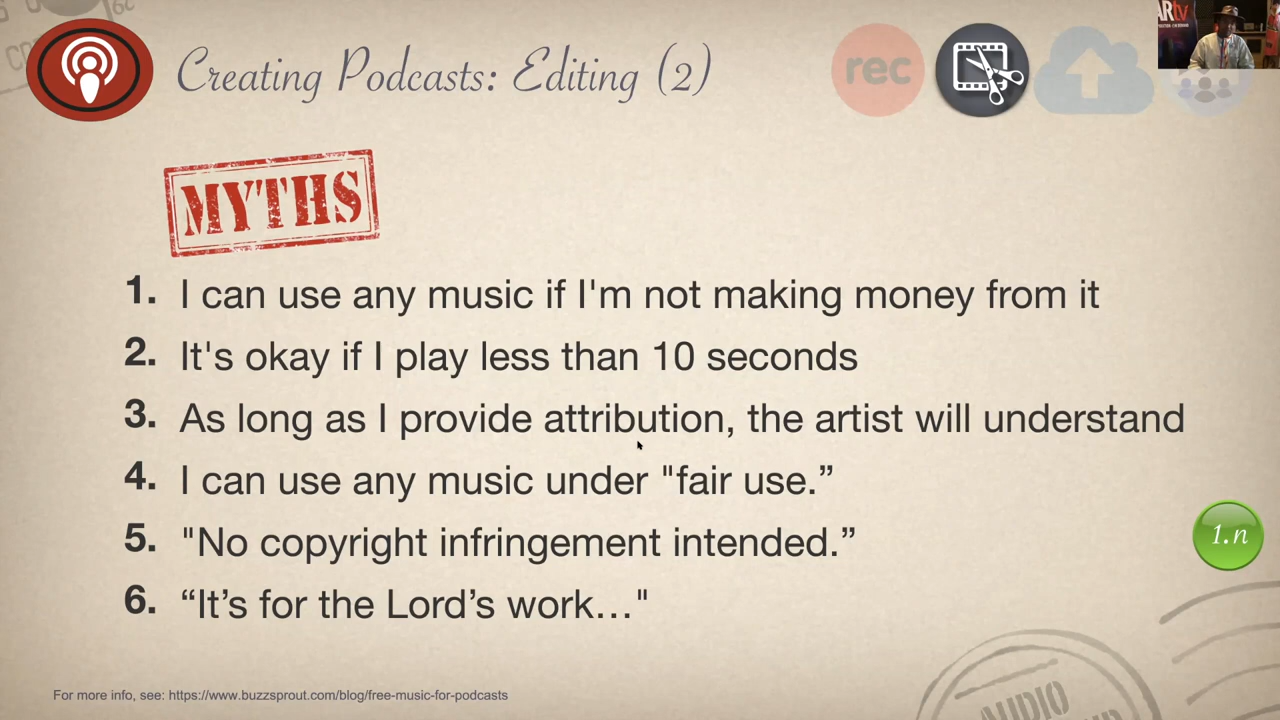 Creating Podcasts: Editing (2)
rec
ARtv
MYTHS
1. I can use any music if I'm not making money from it
2. It's okay if I play less than 10 seconds
3. As long as I provide attribution, the artist will understand
4. I can use any music under "fair use.”
5. "No copyright infringement intended.”
6. “It’s for the Lord’s work…"
1.n
For more info, see: https://www.buzzsprout.com/blog/free-music-for-podcasts
AUDIO